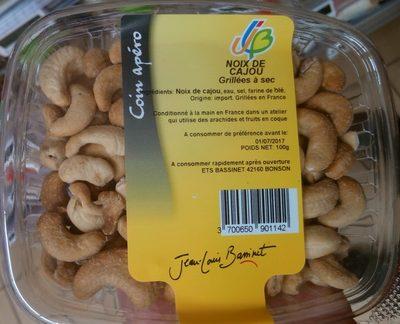 Coin apéro
NOIX DE
CAJOU
Grillées à sec
Ingrédients: Noix de cajou, eau, sel, farine de blé.
Origine: import. Grillées en France
Conditionné à la main en France dans un atelier
qui utilise des arachides et fruits en coque
A consommer de préférence avant le:
01/07/2017
POIDS NET: 100g
A consommer rapidement après ouverture
ETS BASSINET 42160 BONSON
3 700650 901142
Jean-Louis Bassinet